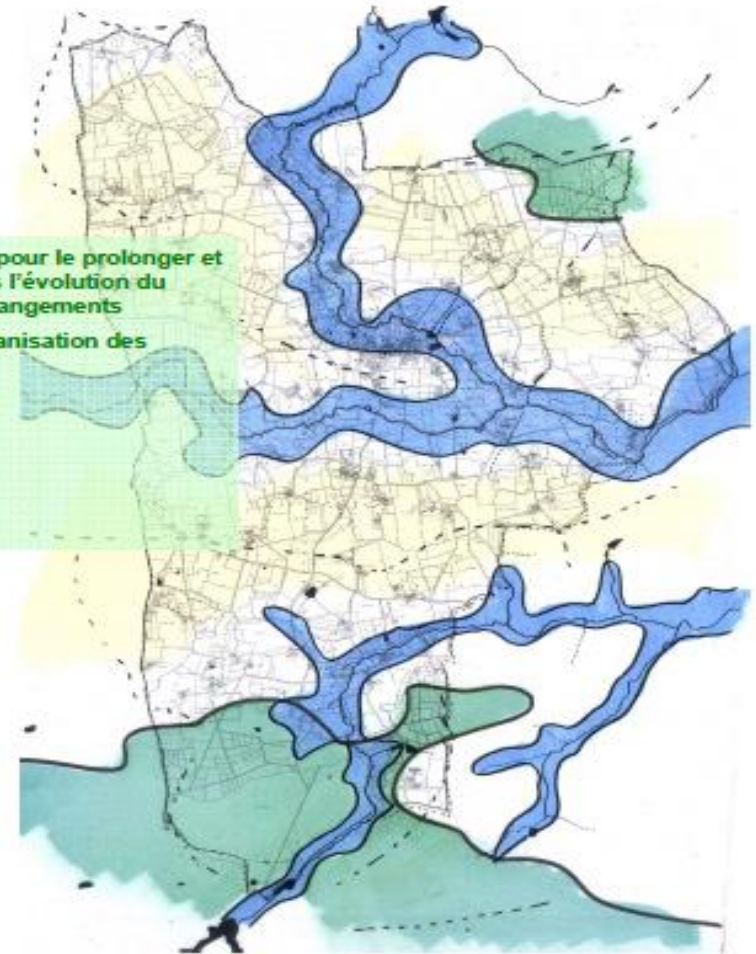 pour le prolonger et
l'évolution du
angements
anisation des